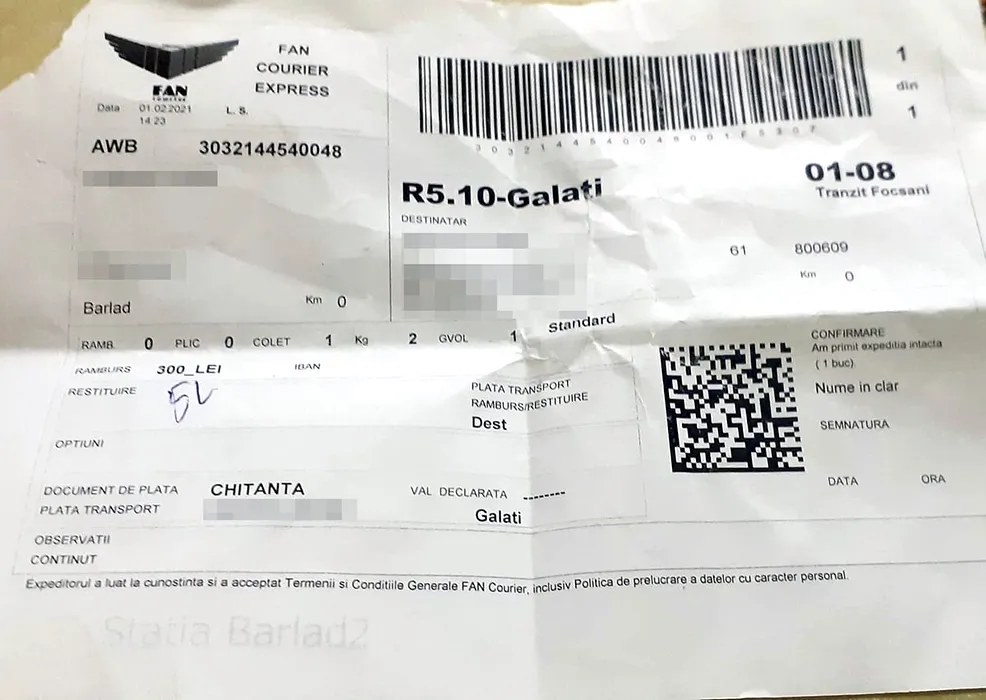 FAN
COURIER
EXPRESS
FAN
courier
Data 01.02.2021 L. S.
14 23
AWB 3032144540048
1
din
1
3032144540048001F5307
R5.10-Galati
01-08
Tranzit Focsani
DESTINATAR
61 800609
Km 0
Barlad Km 0
RAMB. 0 PLIC 0 COLET 1 Kg 2 GVOL 1 Standard
RAMBURS 300_LEI IBAN
RESTITUIRE
PLATA TRANSPORT
RAMBURS/RESTITUIRE
Dest
OPTIUNI
CONFIRMARE
Am primit expeditia intacta
( 1 buc).
Nume in clar
SEMNATURA
DATA ORA
DOCUMENT DE PLATA CHITANTA VAL DECLARATA --------
PLATA TRANSPORT Galati
OBSERVATII
CONTINUT
Expeditorul a luat la cunostinta si a acceptat Termenii si Conditiile Generale FAN Courier, inclusiv Politica de prelucrare a datelor cu caracter personal.
Statia Barlad2